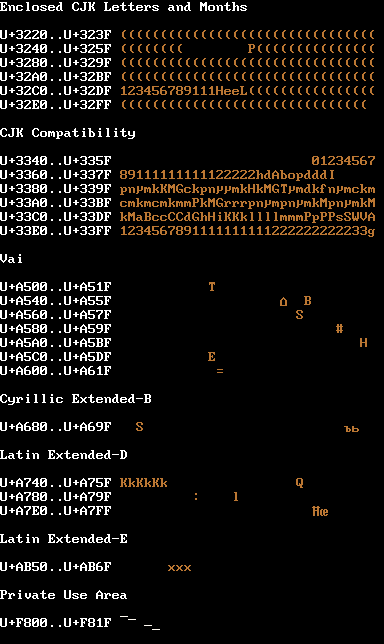 Enclosed CJK Letters and Months
U+3220..U+323F ((((((((((((((((((((((((((((((((
U+3240..U+325F ((((((((        P(((((((((((((((
U+3280..U+329F ((((((((((((((((((((((((((((((((
U+32A0..U+32BF ((((((((((((((((((((((((((((((((
U+32C0..U+32DF 123456789111HeeL((((((((((((((((
U+32E0..U+32FF (((((((((((((((((((((((((((((((
CJK Compatibility
U+3340..U+335F                         01234567
U+3360..U+337F 89111111111122222hdAbopdddI
U+3380..U+339F pnµmkKMGckpnµµmkHkMGTµmdkfnµmckm
U+33A0..U+33BF cmkmcmkmmPkMGrrrpnµmpnµmkMpnµmkM
U+33C0..U+33DF kMaBccCCdGhHiKKkllllmmmPpPPsSWVA
U+33E0..U+33FF 1234567891111111111222222222233g
Vai
U+A500..U+A51F            T
U+A540..U+A55F                     Ω  B
U+A560..U+A57F                       S
U+A580..U+A59F                            #
U+A5A0..U+A5BF                               H
U+A5C0..U+A5DF            E
U+A600..U+A61F             =
Cyrillic Extended-B
U+A680..U+A69F   S                         ъь
Latin Extended-D
U+A740..U+A75F KkKkKk                Q
U+A780..U+A79F          :    l
U+A7E0..U+A7FF                         Ħœ
Latin Extended-E
U+AB50..U+AB6F       xxx
Private Use Area
U+F800..U+F81F